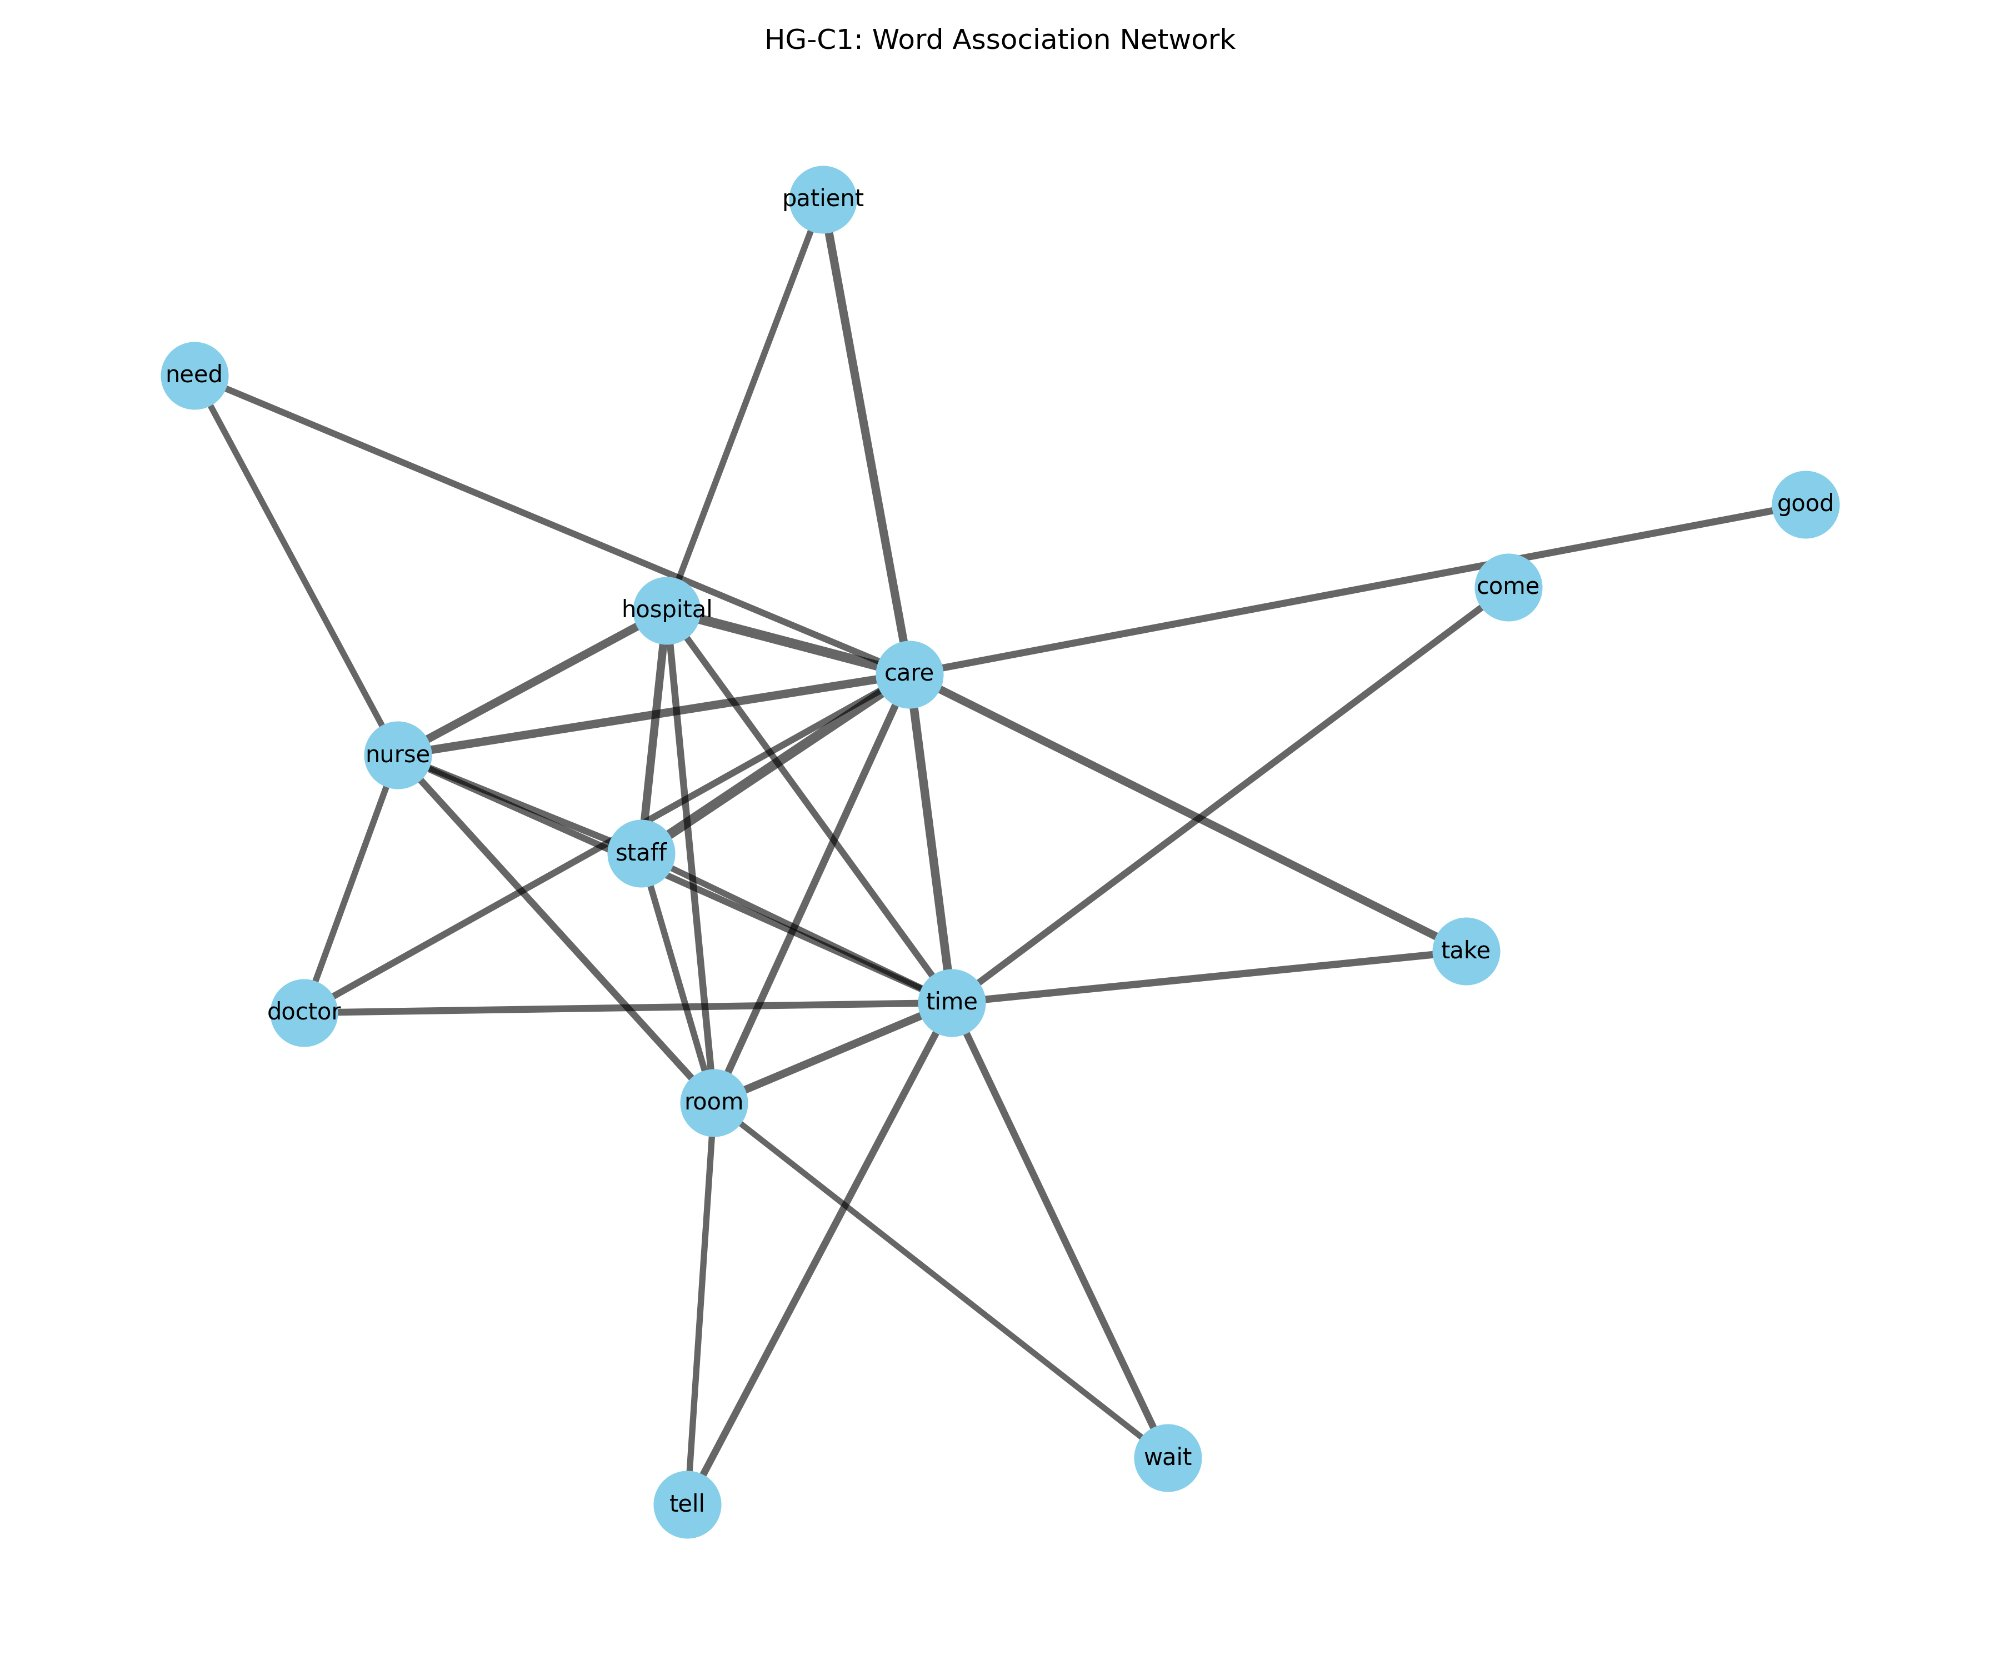 HG-C1: Word Association Network
patient
need
good
come
hospital
care
nurse
staff
take
time
doctor
room
wait
tell